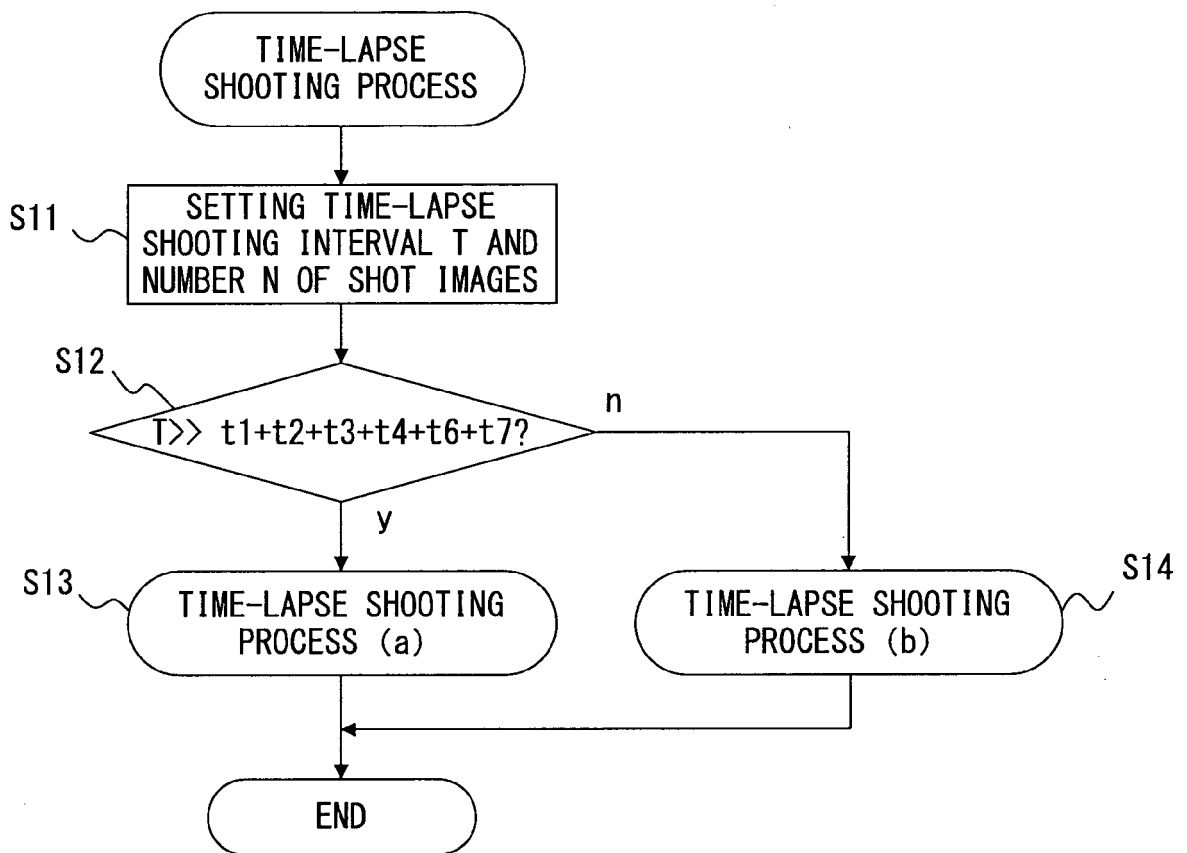 TIME-LAPSE
SHOOTING PROCESS
S11
SETTING TIME-LAPSE
SHOOTING INTERVAL T AND
NUMBER N OF SHOT IMAGES
S12
T>> t1+t2+t3+t4+t6+t7?
n
y
S13
TIME-LAPSE SHOOTING
PROCESS (a)
TIME-LAPSE SHOOTING
PROCESS (b)
S14
END